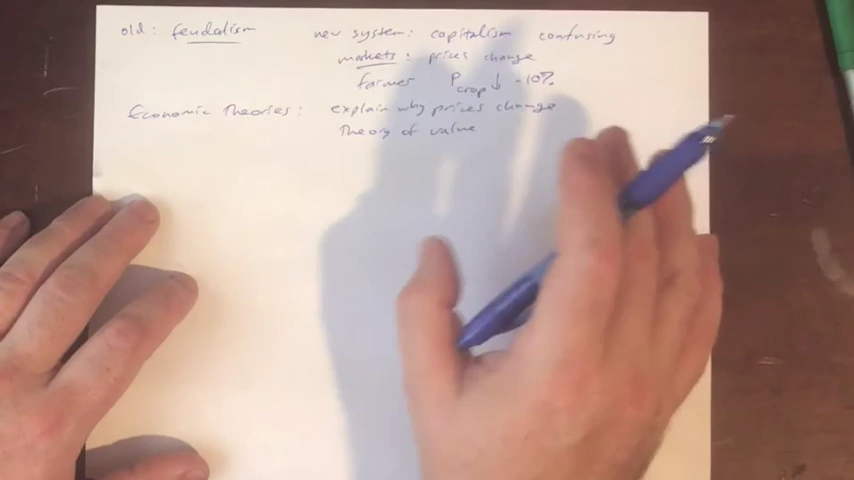 old: feudalism new system: capitalism confusing
markets: prices change
farmer P crop ↓ -10%
Economic Theories: explain why prices change
Theory of value